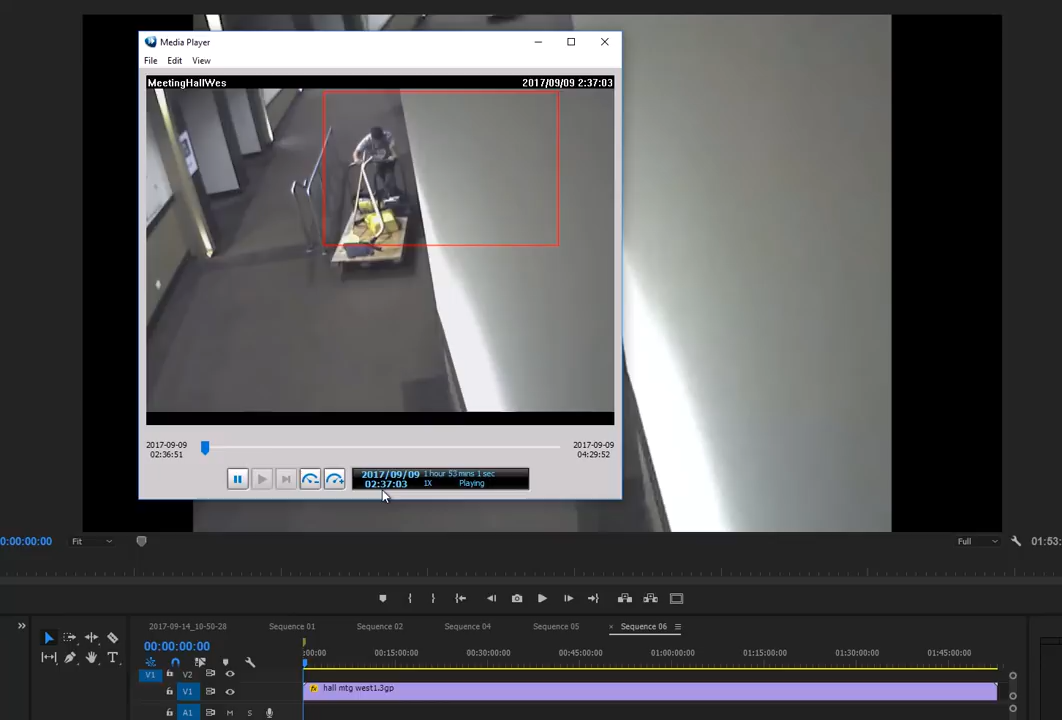 Media Player
File Edit View
MeetingHallWes 2017/09/09 2:37:03
2017-09-09
02:36:51
2017-09-09
04:29:52
2017/09/09 1 hour 53 mins 1 sec
02:37:03 1X Playing
0:00:00:00 Fit Full 01:53:
2017-09-14_10-50-28 Sequence 01 Sequence 02 Sequence 04 Sequence 05 × Sequence 06
00:00:00:00
:00:00 00:15:00:00 00:30:00:00 00:45:00:00 01:00:00:00 01:15:00:00 01:30:00:00 01:45:00:00
V1 V2
V1 fx hall mtg west1.3gp
A1 M S